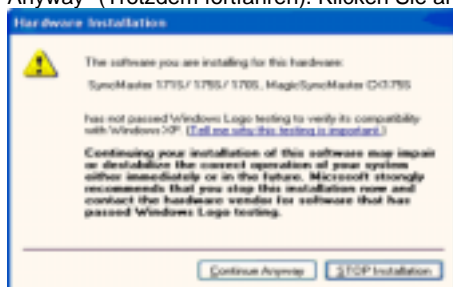 Anyway" (Trotzdem fortfahren). Klicken Sie a
Hardware Installation
The software you are installing for this hardware:
SyncMaster 171S/ 175S/ 170S, MagicSyncMaster CX175S
has not passed Windows Logo testing to verify its compatibility
with Windows XP. (Tell me why this testing is important.)
Continuing your installation of this software may impair
or destabilize the correct operation of your system
either immediately or in the future. Microsoft strongly
recommends that you stop this installation now and
contact the hardware vendor for software that has
passed Windows Logo testing.
Continue Anyway STOP Installation